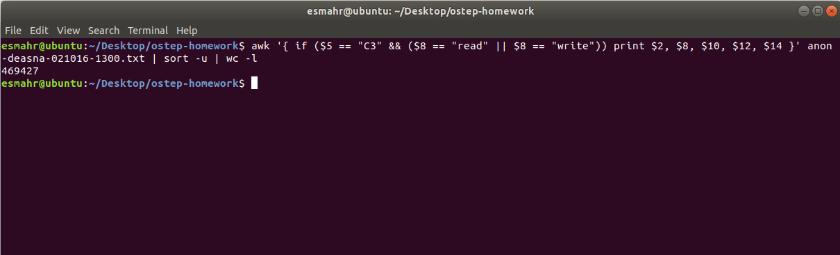 esmahr@ubuntu: ~/Desktop/ostep-homework
File Edit View Search Terminal Help
esmahr@ubuntu:~/Desktop/ostep-homework$ awk '{ if ($5 == "C3" && ($8 == "read" || $8 == "write")) print $2, $8, $10, $12, $14 }' anon
-deasna-021016-1300.txt | sort -u | wc -l
469427
esmahr@ubuntu:~/Desktop/ostep-homework$